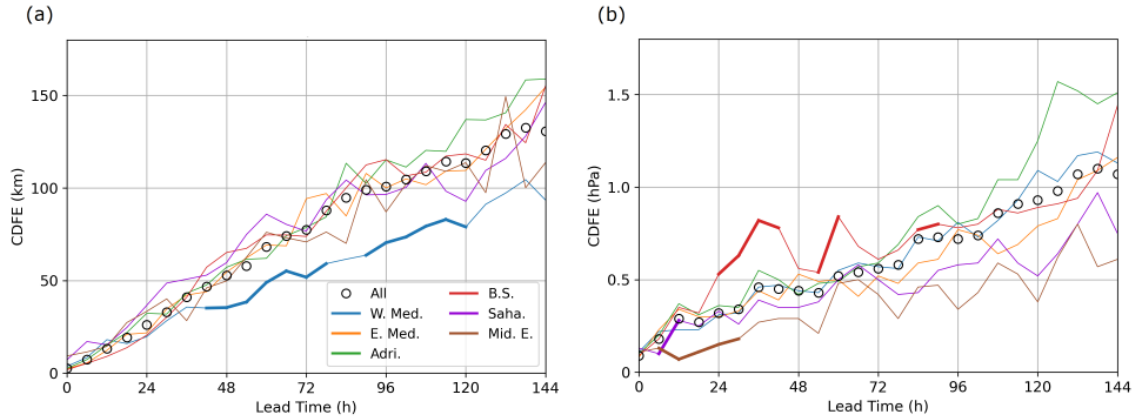 (a)
150
100
50
0
CDFE (km)
0 24 48 72 96 120 144
Lead Time (h)
All
W. Med.
E. Med.
Adri.
B.S.
Saha.
Mid. E.
(b)
1.5
1.0
0.5
0.0
CDFE (hPa)
0 24 48 72 96 120 144
Lead Time (h)